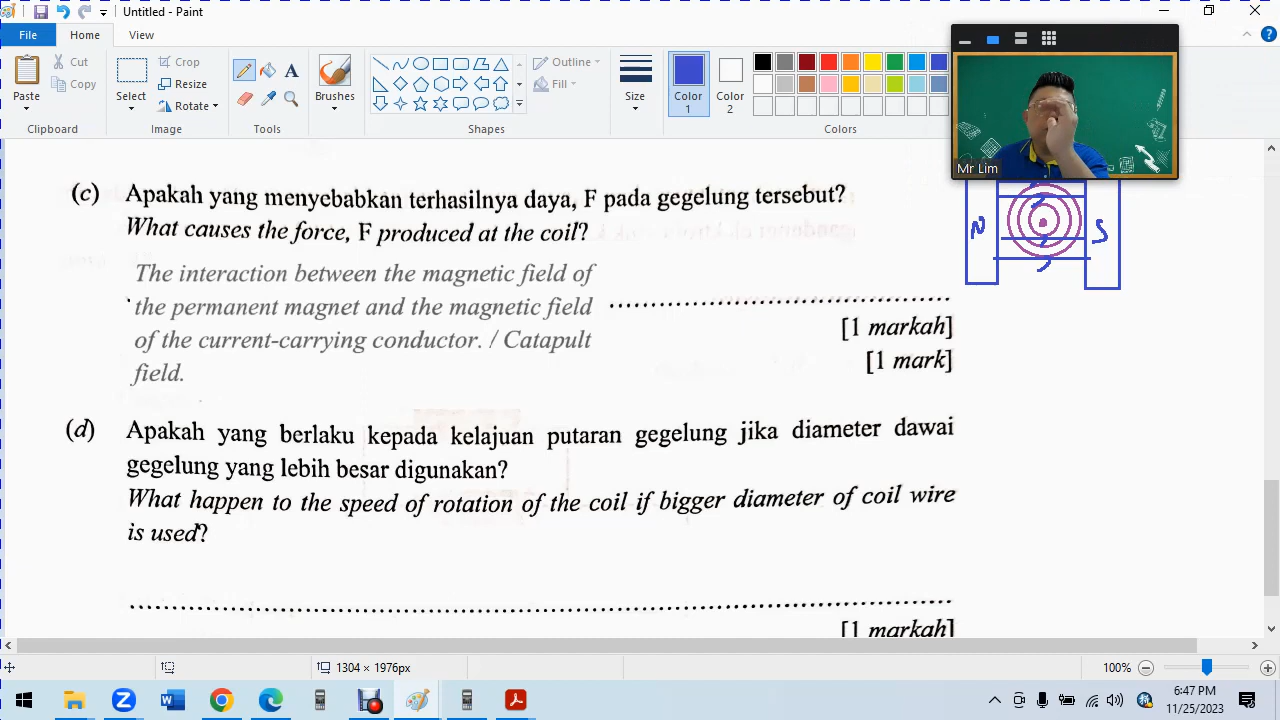 Untitled - Paint
File
Home
View
Paste
Cut
Copy
Clipboard
Select
Crop
Resize
Rotate
Image
Tools
A
Brushes
Shapes
Outline
Fill
Size
Color
1
Color
2
Colors
Mr Lim
N
S
(c) Apakah yang menyebabkan terhasilnya daya, F pada gegelung tersebut?
What causes the force, F produced at the coil?
The interaction between the magnetic field of
the permanent magnet and the magnetic field
of the current-carrying conductor. / Catapult
field.
[1 markah]
[1 mark]
(d) Apakah yang berlaku kepada kelajuan putaran gegelung jika diameter dawai
gegelung yang lebih besar digunakan?
What happen to the speed of rotation of the coil if bigger diameter of coil wire
is used?
[1 markah]
1304 × 1976px
100%
6:47 PM
11/25/2023